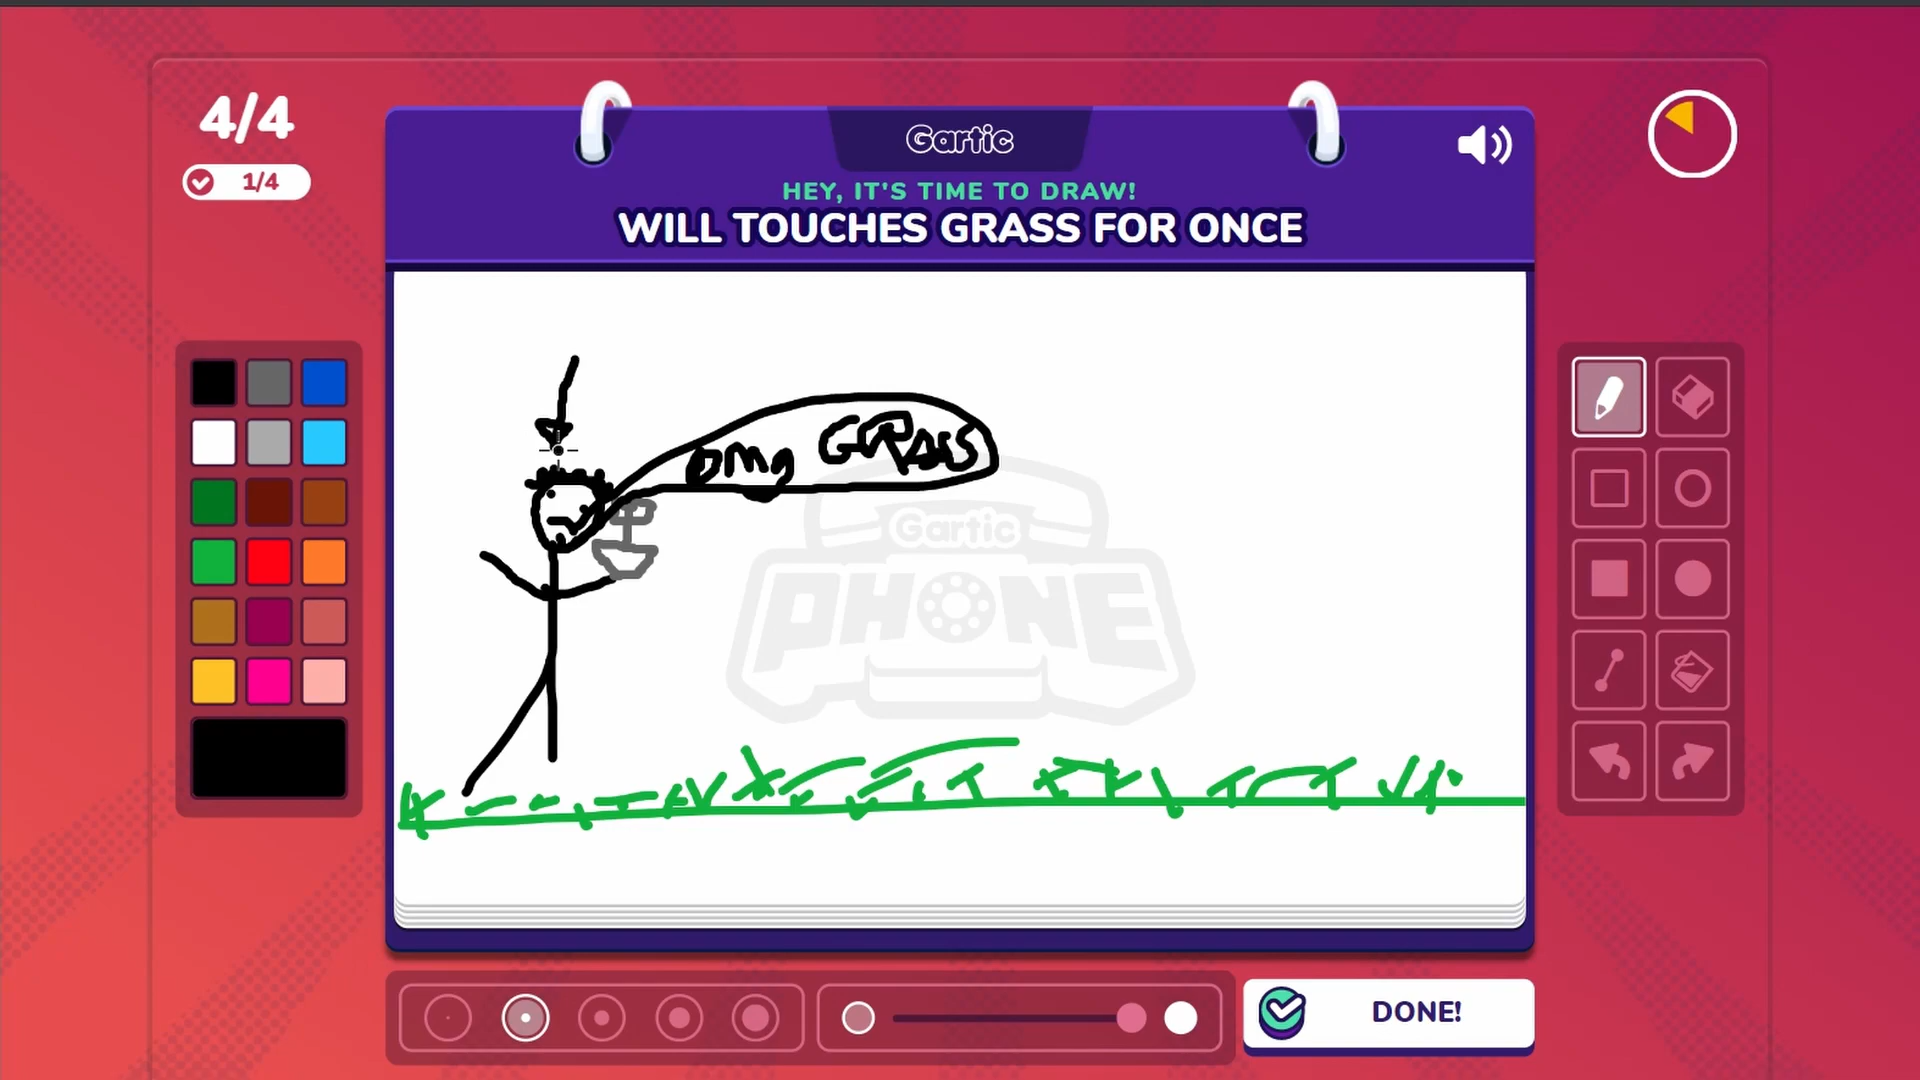 4/4
1/4
Gartic
HEY, IT'S TIME TO DRAW!
WILL TOUCHES GRASS FOR ONCE
omg GRASS
Gartic
PHONE
DONE!